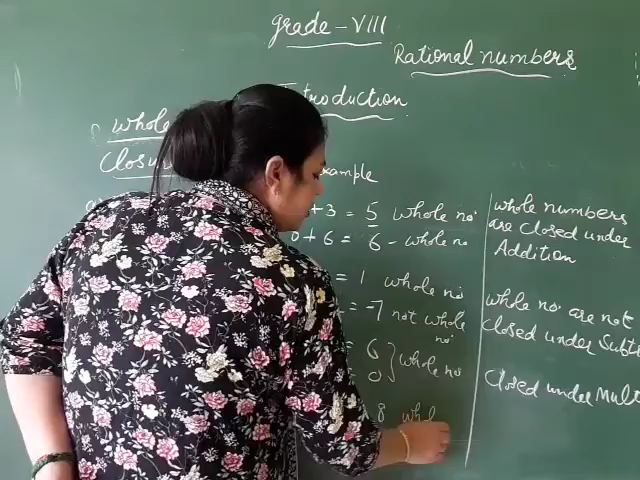 grade - VIII
Rational numbers
Introduction
whole
Closu
Example
+ 3 = 5 whole no.
0 + 6 = 6 - whole no
= 1 whole no
= -7 not whole no.
= 6
0 } whole no
8 whol
whole numbers
are closed under
Addition
whole no. are not
closed under Subt
Closed under Mult